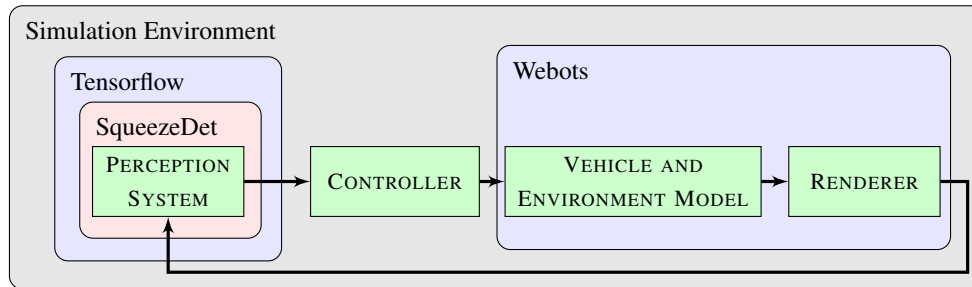 Simulation Environment
Tensorflow
Webots
SqueezeDet
PERCEPTION
SYSTEM
CONTROLLER
VEHICLE AND
ENVIRONMENT MODEL
RENDERER